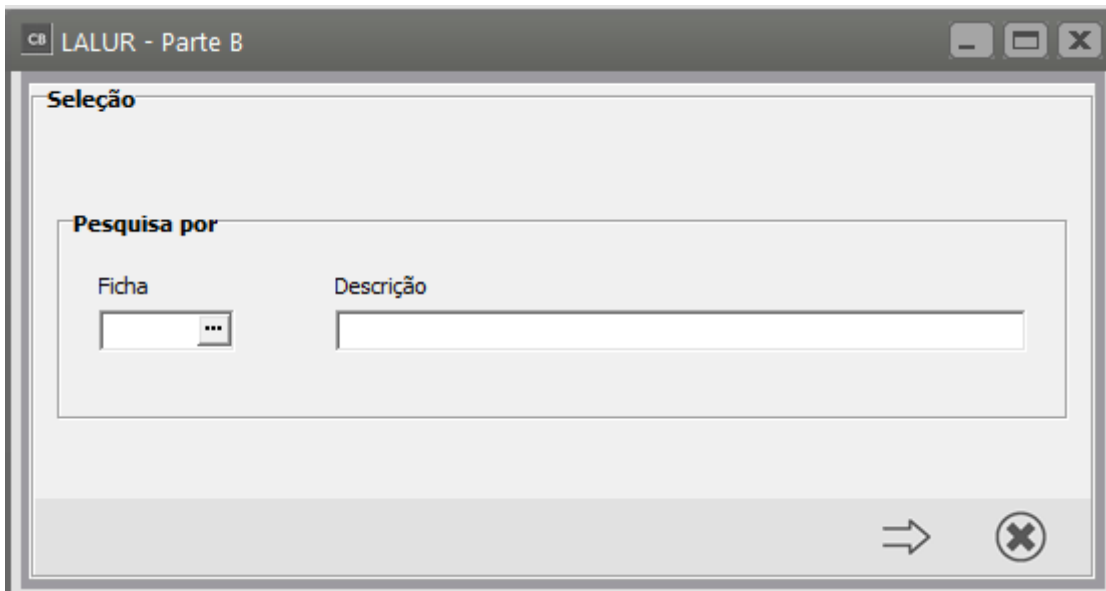 CB LALUR - Parte B
Seleção
Pesquisa por
Ficha Descrição
...